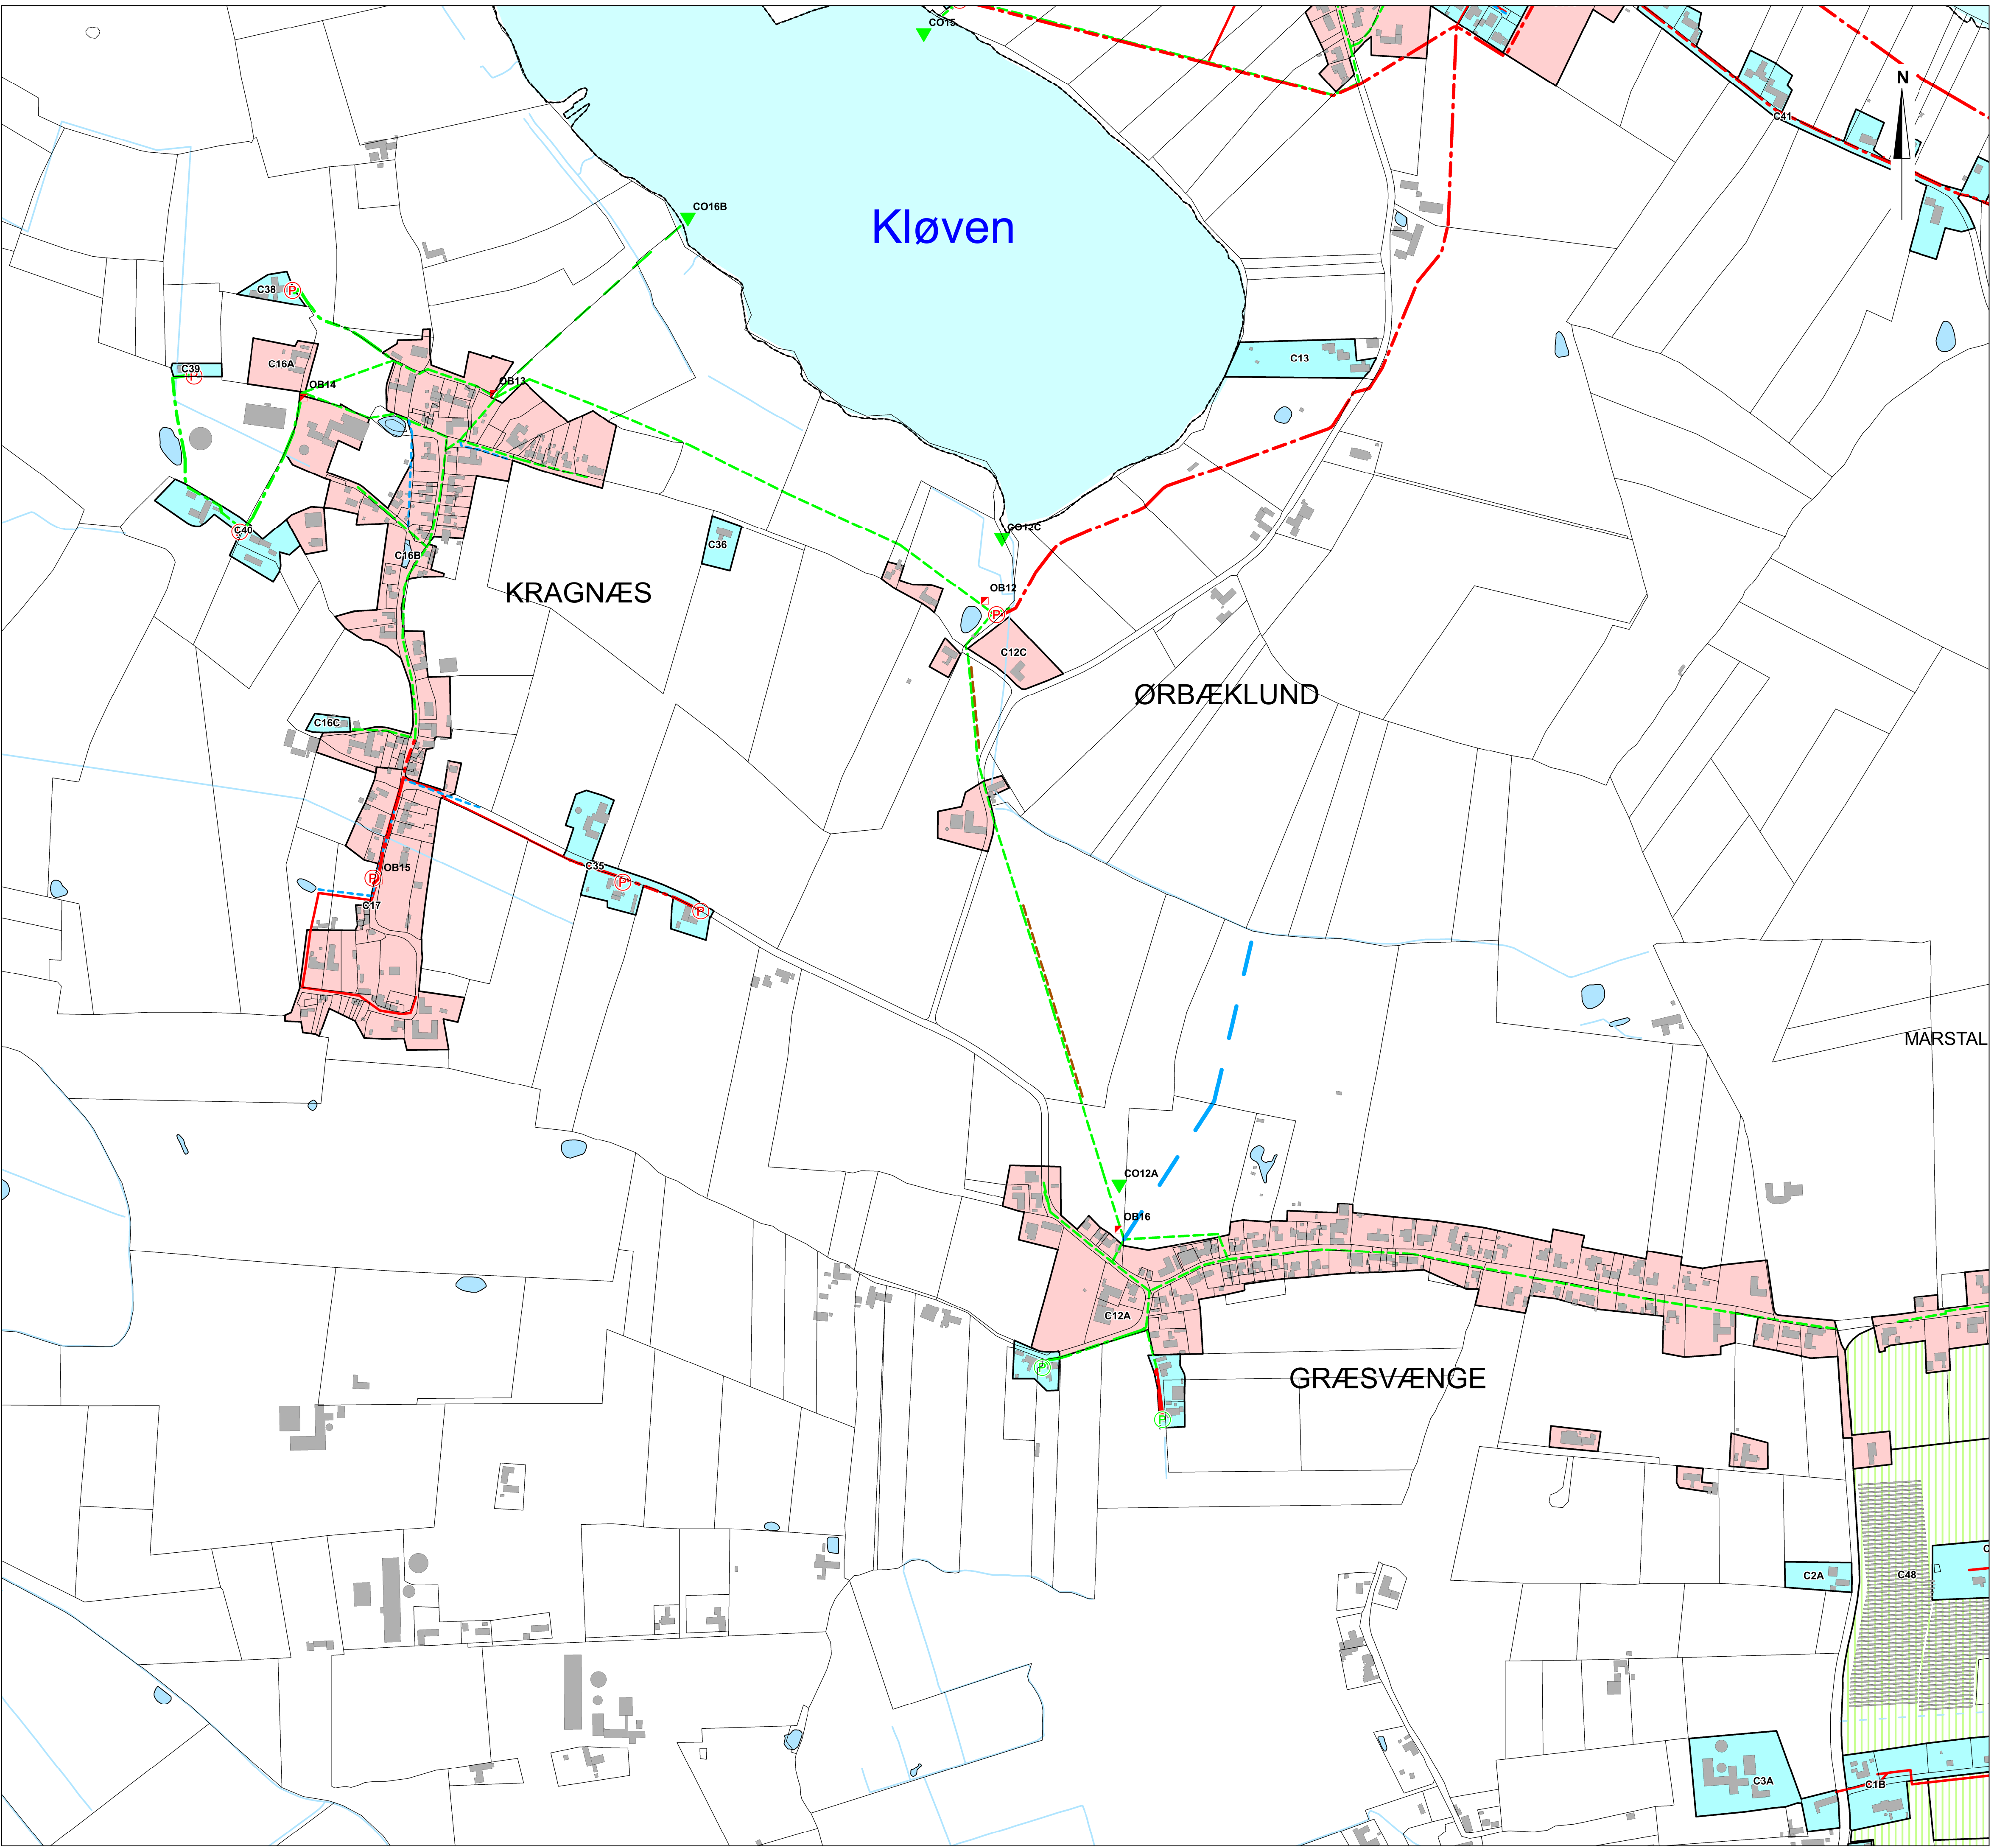 CO15
N
C41
CO16B
Kløven
C38
P
C13
C16A
C39
P
OB13
OB14
C40
P
CO12C
C36
C16B
KRAGNÆS
OB12
P
C12C
ØRBÆKLUND
C16C
OB15
P
C35
P
C17
P
MARSTAL
CO12A
OB16
C12A
P
GRÆSVÆNGE
P
C2A
C48
C3A
C1B